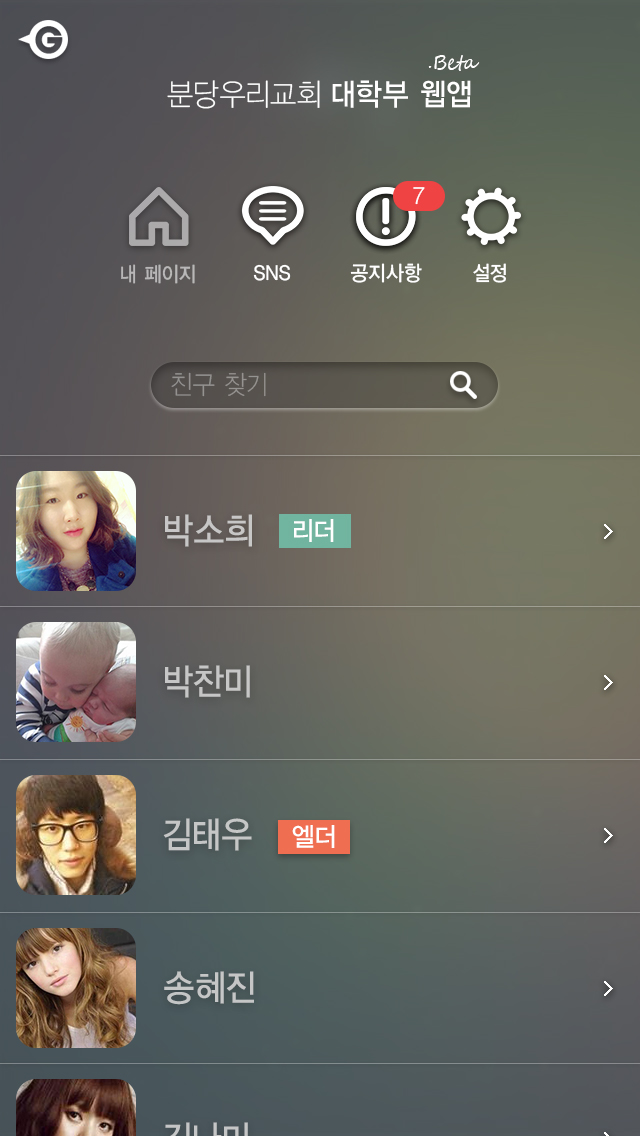 G
.Beta
분당우리교회 대학부 웹앱
7
내 페이지 SNS 공지사항 설정
친구 찾기
박소희 리더
박찬미
김태우 엘더
송혜진